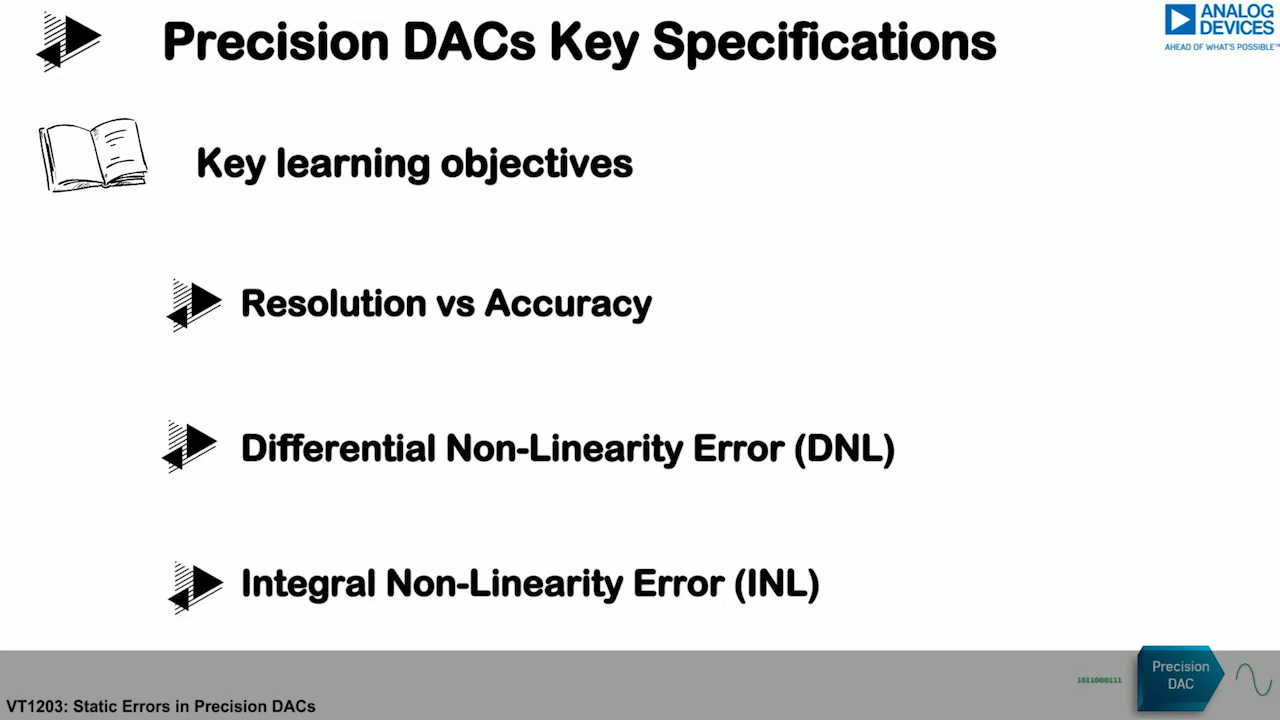 Precision DACs Key Specifications
ANALOG
DEVICES
AHEAD OF WHAT'S POSSIBLE™
Key learning objectives
Resolution vs Accuracy
Differential Non-Linearity Error (DNL)
Integral Non-Linearity Error (INL)
1011000111
Precision
DAC
VT1203: Static Errors in Precision DACs